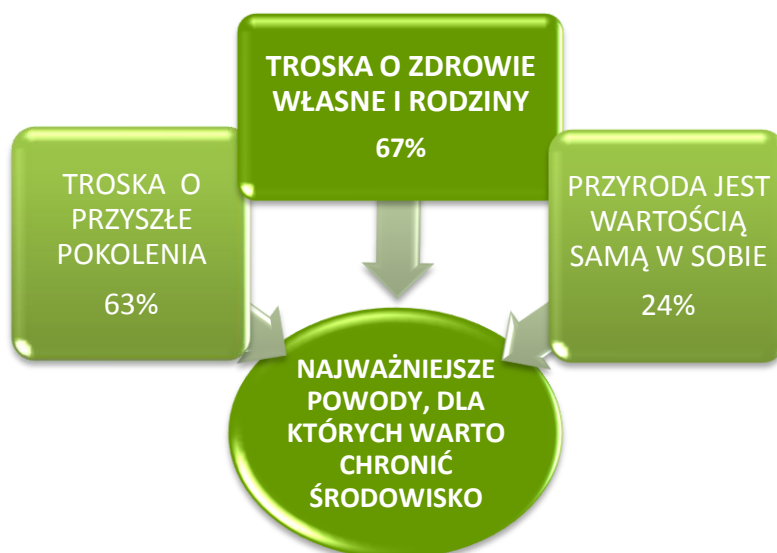 TROSKA O ZDROWIE
WŁASNE I RODZINY
67%
TROSKA O
PRZYSZŁE
POKOLENIA
63%
PRZYRODA JEST
WARTOŚCIĄ
SAMĄ W SOBIE
24%
NAJWAŻNIEJSZE
POWODY, DLA
KTÓRYCH WARTO
CHRONIĆ
ŚRODOWISKO